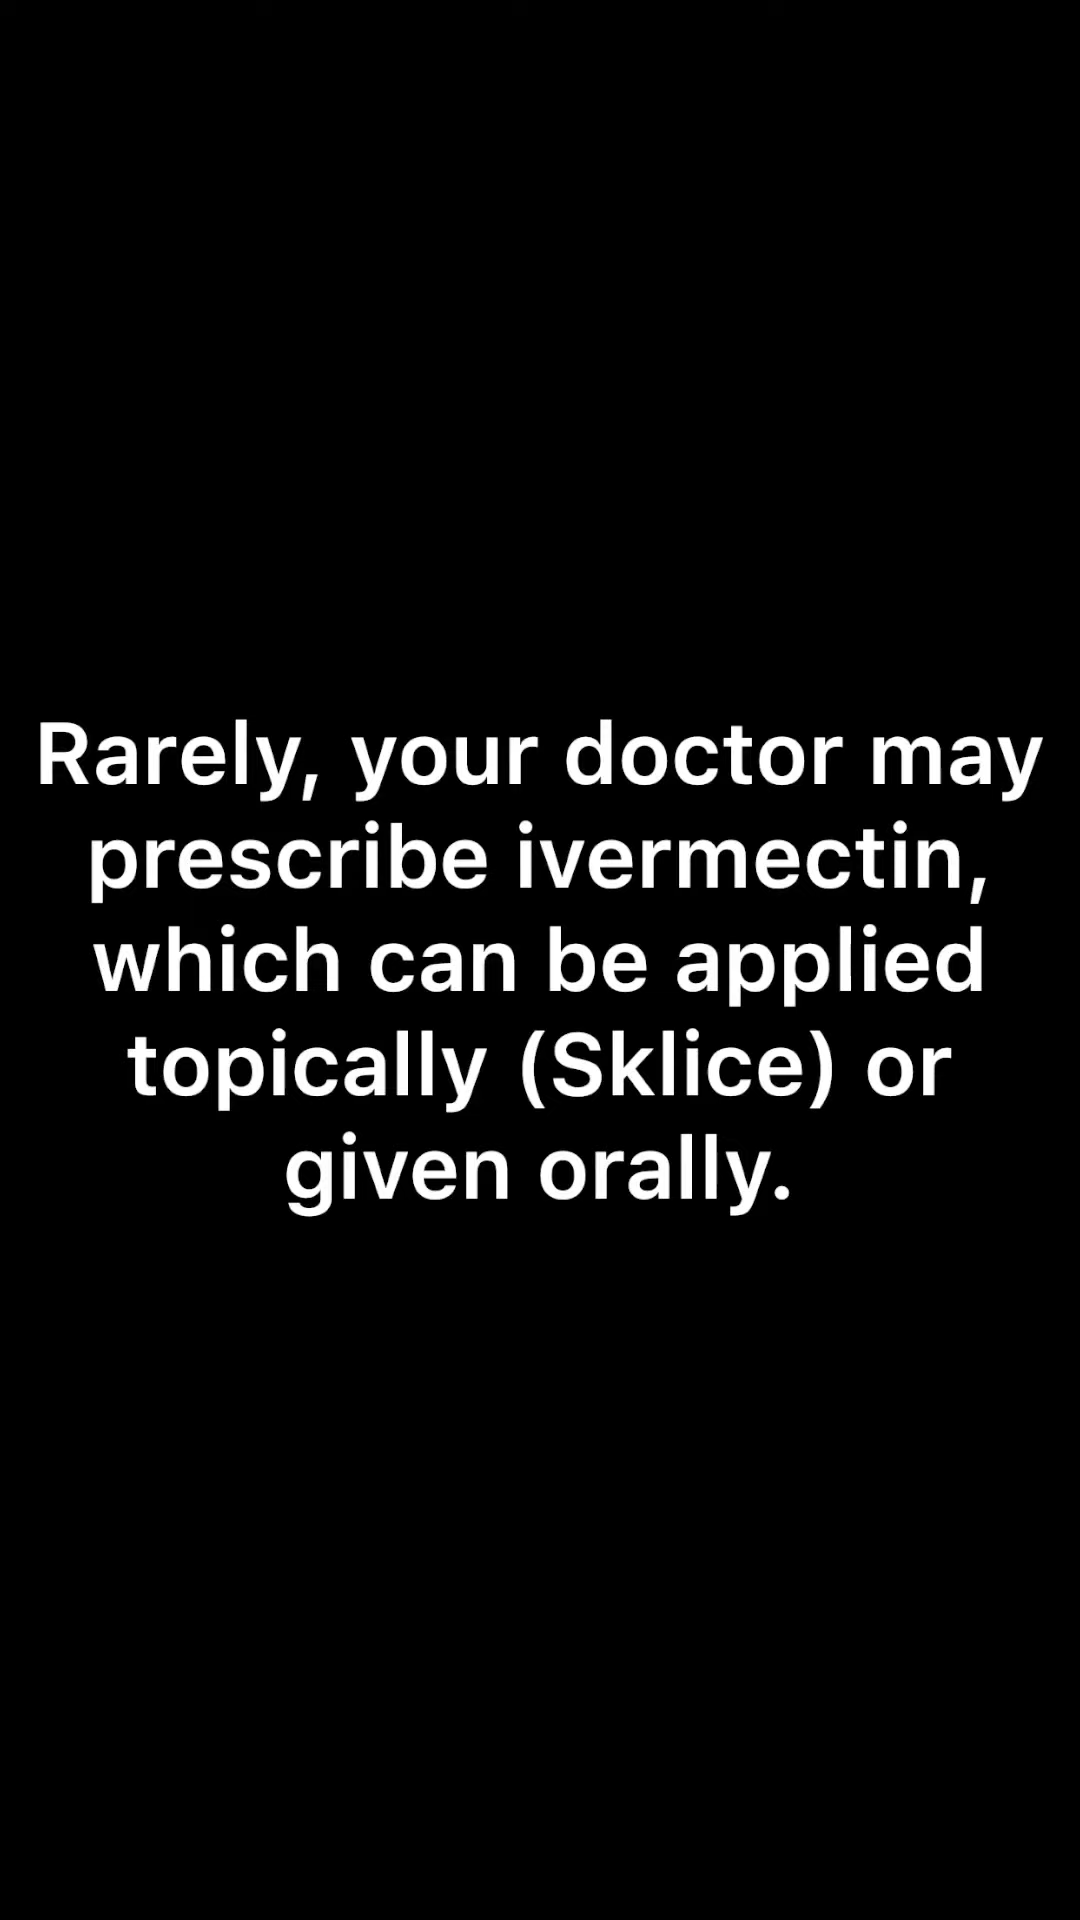 Rarely, your doctor may
prescribe ivermectin,
which can be applied
topically (Sklice) or
given orally.